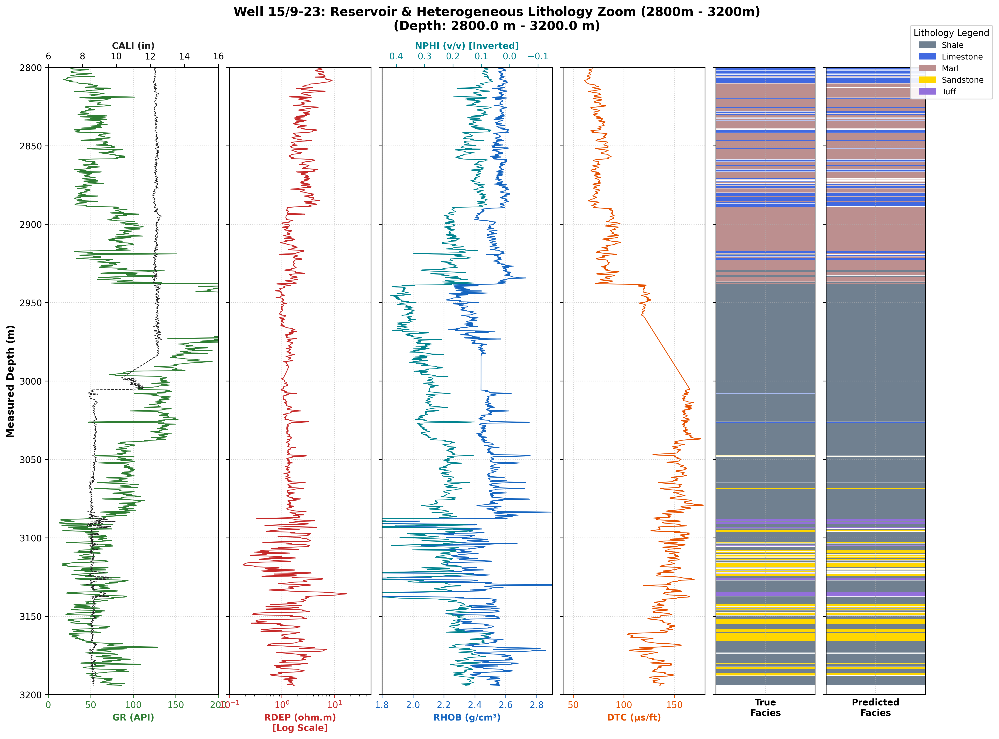 Well 15/9-23: Reservoir & Heterogeneous Lithology Zoom (2800m - 3200m)
(Depth: 2800.0 m - 3200.0 m)
Lithology Legend
Shale
Limestone
Marl
Sandstone
Tuff
CALI (in)
6 8 10 12 14 16
NPHI (v/v) [Inverted]
0.4 0.3 0.2 0.1 0.0 −0.1
Measured Depth (m)
2800
2850
2900
2950
3000
3050
3100
3150
3200
0 50 100 150 200
GR (API)
10⁻¹ 10⁰ 10¹
RDEP (ohm.m)
[Log Scale]
1.8 2.0 2.2 2.4 2.6 2.8
RHOB (g/cm³)
50 100 150
DTC (μs/ft)
True
Facies
Predicted
Facies